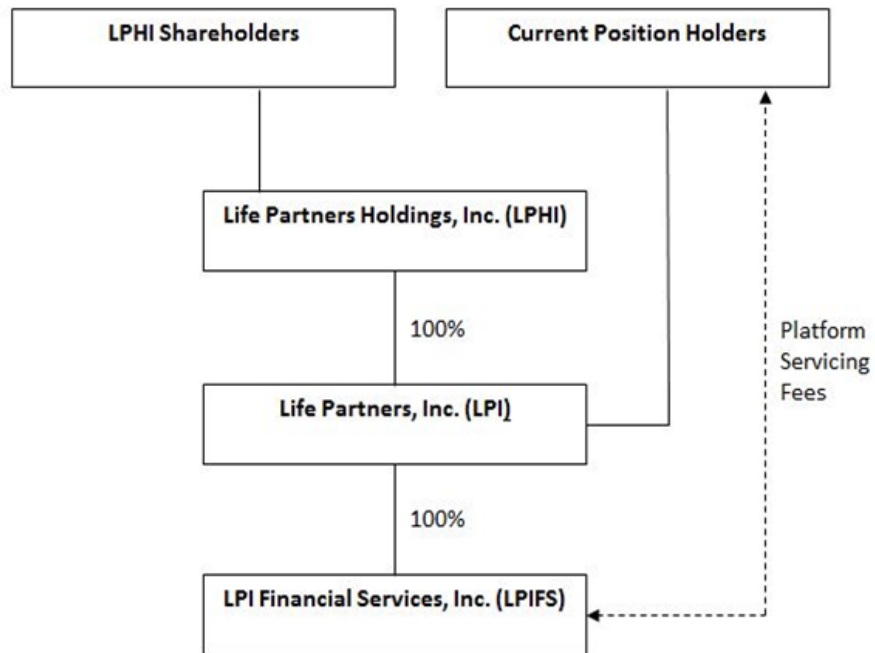 LPHI Shareholders
Current Position Holders
Life Partners Holdings, Inc. (LPHI)
100%
Platform
Servicing
Fees
Life Partners, Inc. (LPI)
100%
LPI Financial Services, Inc. (LPIFS)